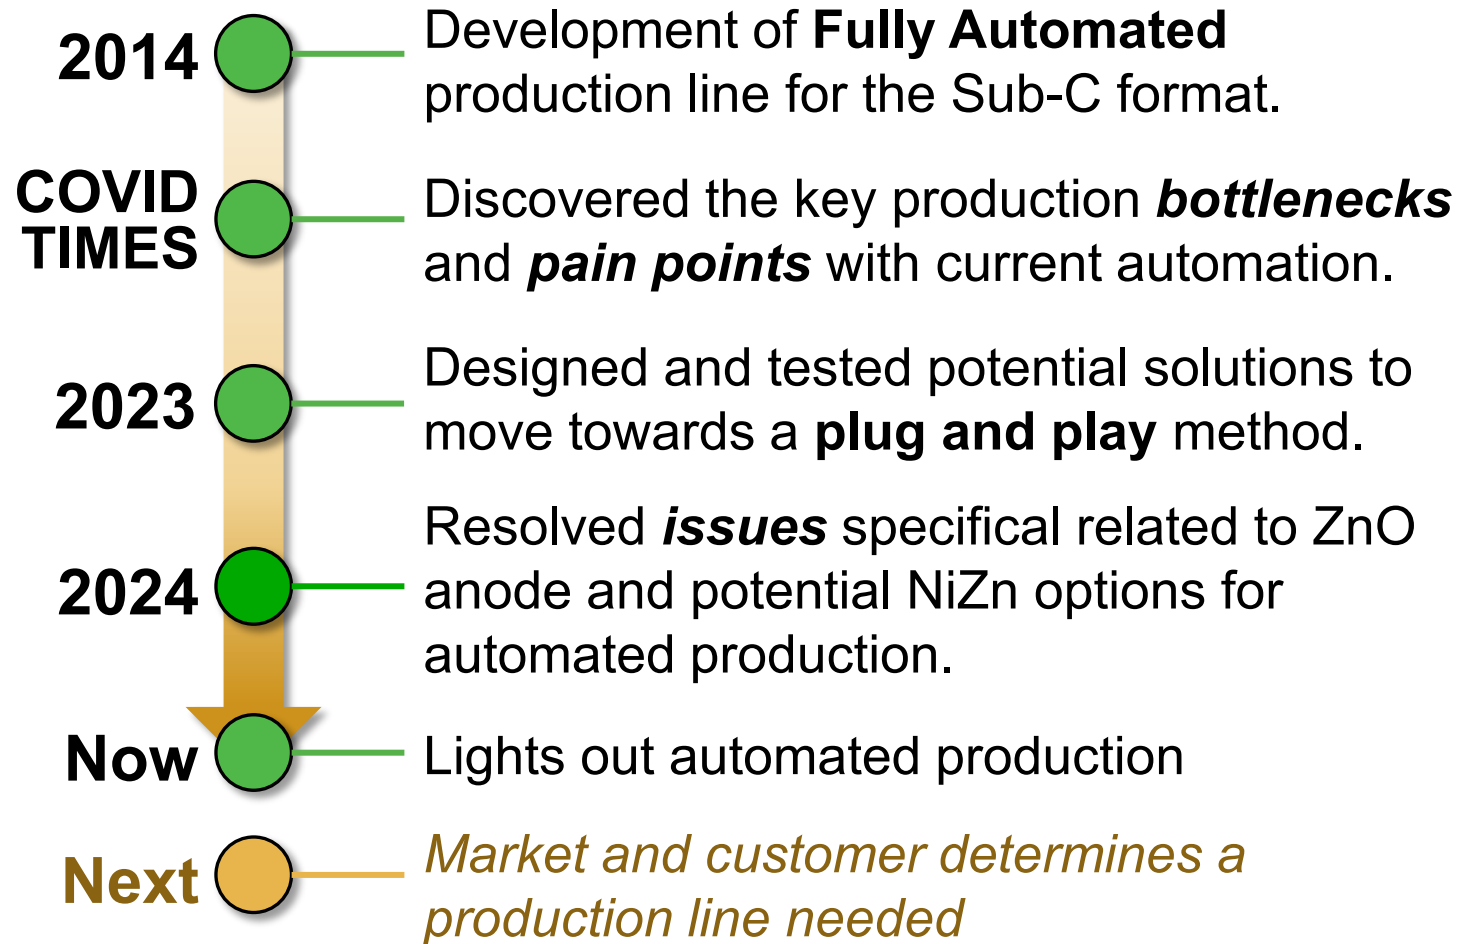 2014
Development of Fully Automated
production line for the Sub-C format.
COVID
TIMES
Discovered the key production bottlenecks
and pain points with current automation.
2023
Designed and tested potential solutions to
move towards a plug and play method.
2024
Resolved issues specifical related to ZnO
anode and potential NiZn options for
automated production.
Now
Lights out automated production
Next
Market and customer determines a
production line needed